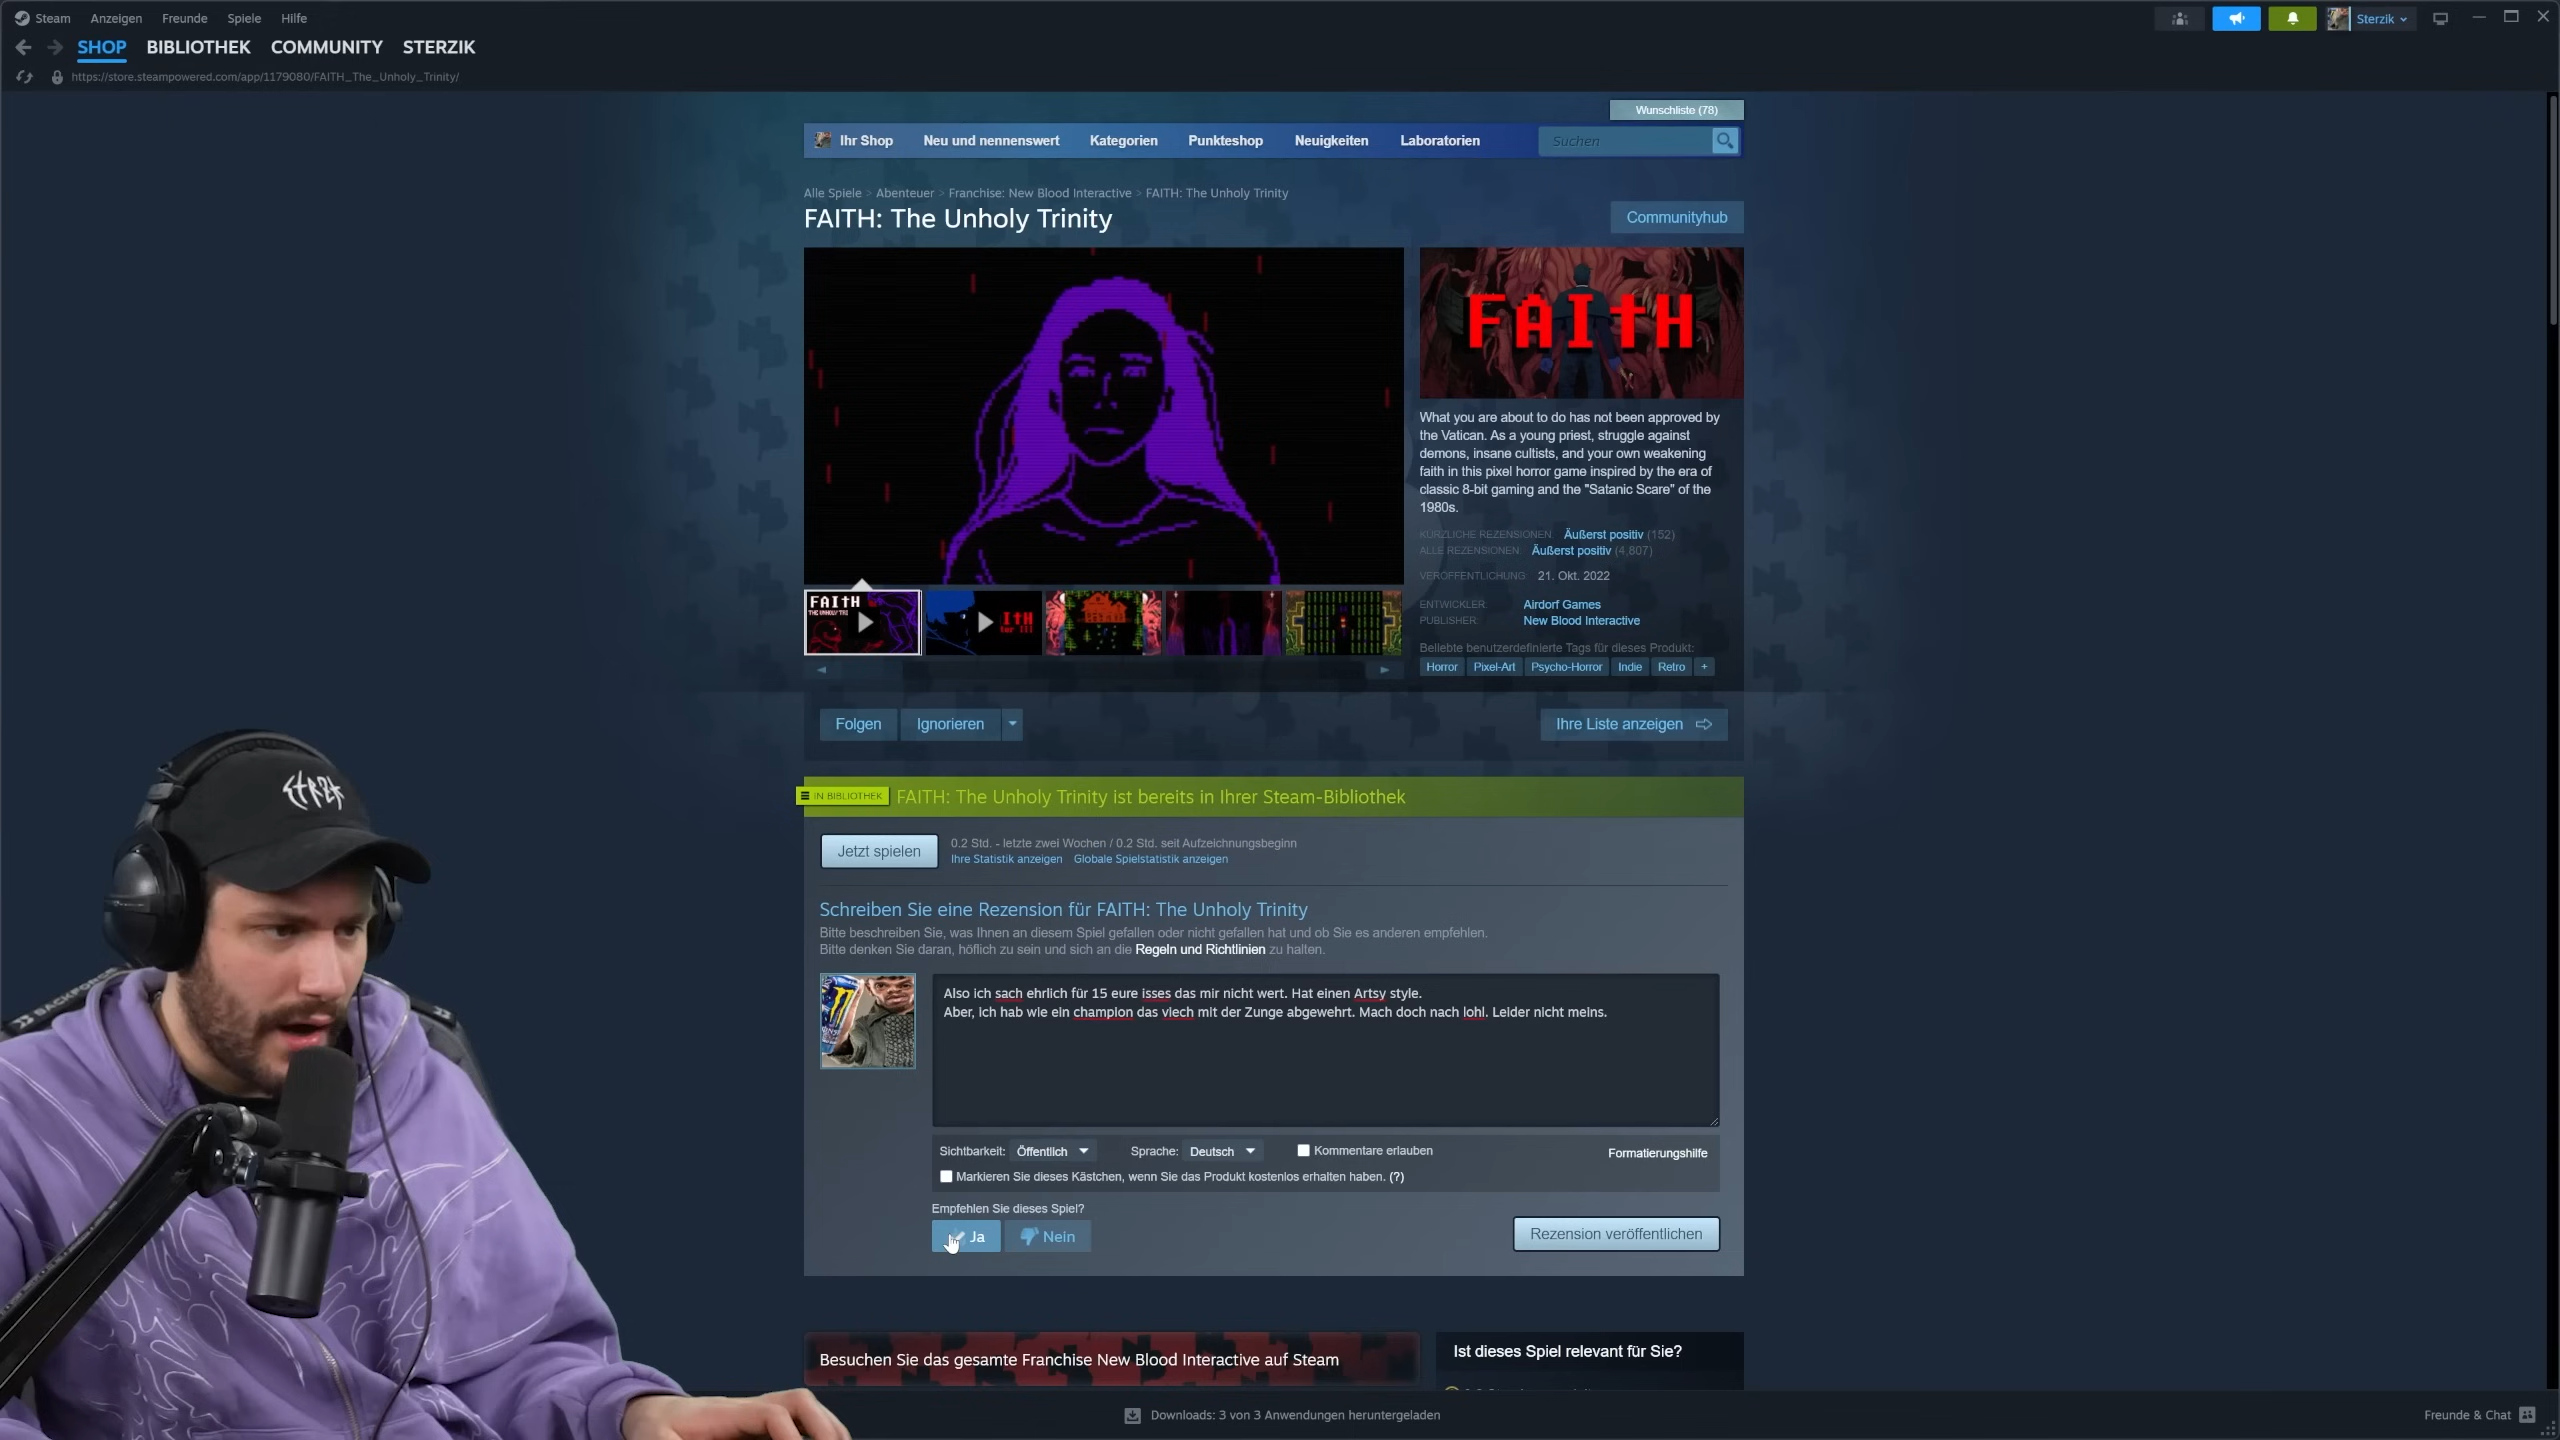 Steam Anzeigen Freunde Spiele Hilfe
Sterzik
SHOP BIBLIOTHEK COMMUNITY STERZIK
https://store.steampowered.com/app/1179080/FAITH_The_Unholy_Trinity/
Wunschliste (78)
Ihr Shop Neu und nennenswert Kategorien Punkteshop Neuigkeiten Laboratorien Suchen
Alle Spiele > Abenteuer > Franchise: New Blood Interactive > FAITH: The Unholy Trinity
FAITH: The Unholy Trinity
Communityhub
FAItH
What you are about to do has not been approved by
the Vatican. As a young priest, struggle against
demons, insane cultists, and your own weakening
faith in this pixel horror game inspired by the era of
classic 8-bit gaming and the "Satanic Scare" of the
1980s.
KÜRZLICHE REZENSIONEN: Äußerst positiv (152)
ALLE REZENSIONEN: Äußerst positiv (4,807)
VERÖFFENTLICHUNG: 21. Okt. 2022
ENTWICKLER: Airdorf Games
PUBLISHER: New Blood Interactive
Beliebte benutzerdefinierte Tags für dieses Produkt:
Horror Pixel-Art Psycho-Horror Indie Retro +
FAItH
THE UNHOLY TRI
Folgen Ignorieren
Ihre Liste anzeigen
IN BIBLIOTHEK FAITH: The Unholy Trinity ist bereits in Ihrer Steam-Bibliothek
Jetzt spielen
0.2 Std. - letzte zwei Wochen / 0.2 Std. seit Aufzeichnungsbeginn
Ihre Statistik anzeigen Globale Spielstatistik anzeigen
Schreiben Sie eine Rezension für FAITH: The Unholy Trinity
Bitte beschreiben Sie, was Ihnen an diesem Spiel gefallen oder nicht gefallen hat und ob Sie es anderen empfehlen.
Bitte denken Sie daran, höflich zu sein und sich an die Regeln und Richtlinien zu halten.
Also ich sach ehrlich für 15 eure isses das mir nicht wert. Hat einen Artsy style.
Aber, ich hab wie ein champion das viech mit der Zunge abgewehrt. Mach doch nach lohl. Leider nicht meins.
Sichtbarkeit: Öffentlich Sprache: Deutsch Kommentare erlauben Formatierungshilfe
Markieren Sie dieses Kästchen, wenn Sie das Produkt kostenlos erhalten haben. (?)
Empfehlen Sie dieses Spiel?
Ja Nein
Rezension veröffentlichen
Besuchen Sie das gesamte Franchise New Blood Interactive auf Steam
Ist dieses Spiel relevant für Sie?
Downloads: 3 von 3 Anwendungen heruntergeladen
Freunde & Chat